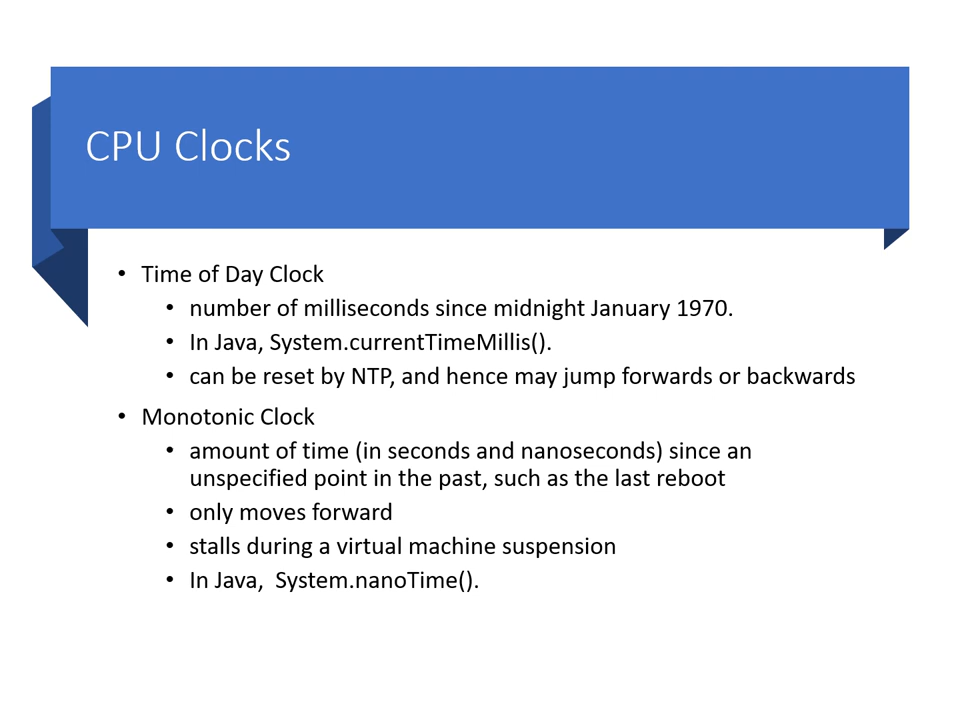 CPU Clocks
• Time of Day Clock
• number of milliseconds since midnight January 1970.
• In Java, System.currentTimeMillis().
• can be reset by NTP, and hence may jump forwards or backwards
• Monotonic Clock
• amount of time (in seconds and nanoseconds) since an
unspecified point in the past, such as the last reboot
• only moves forward
• stalls during a virtual machine suspension
• In Java,  System.nanoTime().